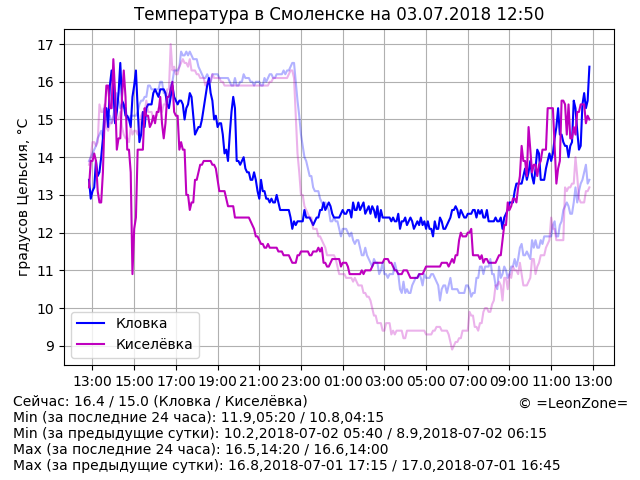 Температура в Смоленске на 03.07.2018 12:50
градусов Цельсия, °C
17
16
15
14
13
12
11
10
9
Кловка
Киселёвка
13:00 15:00 17:00 19:00 21:00 23:00 01:00 03:00 05:00 07:00 09:00 11:00 13:00
Сейчас: 16.4 / 15.0 (Кловка / Киселёвка)
© =LeonZone=
Min (за последние 24 часа): 11.9,05:20 / 10.8,04:15
Min (за предыдущие сутки): 10.2,2018-07-02 05:40 / 8.9,2018-07-02 06:15
Max (за последние 24 часа): 16.5,14:20 / 16.6,14:00
Max (за предыдущие сутки): 16.8,2018-07-01 17:15 / 17.0,2018-07-01 16:45